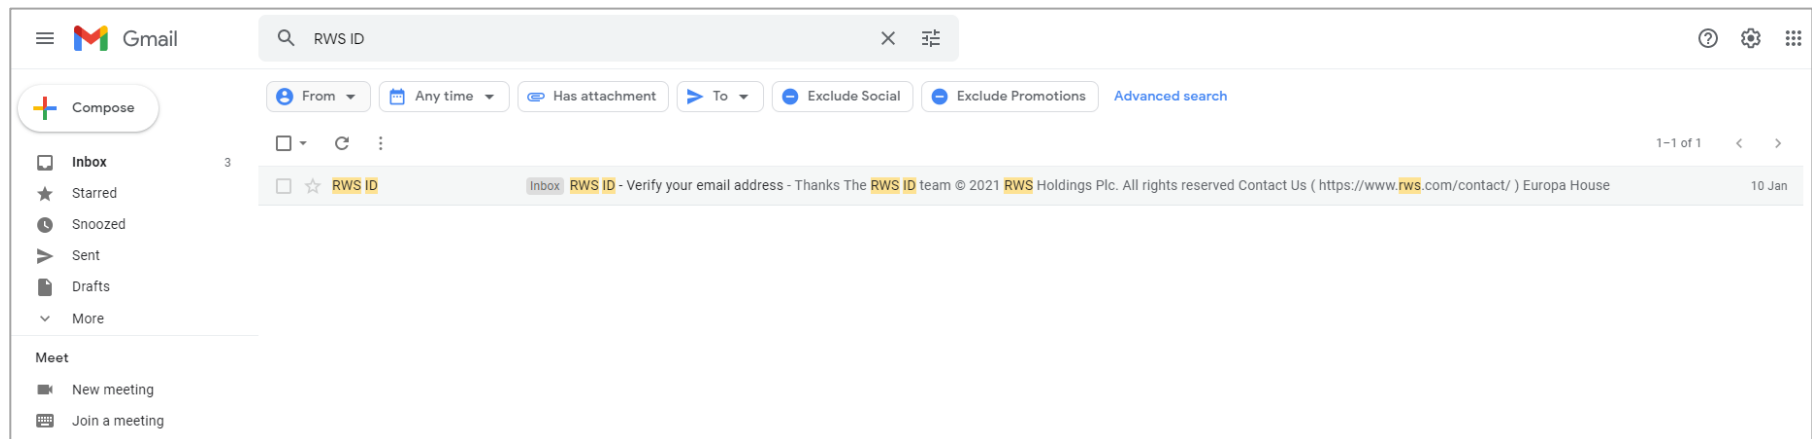 Gmail
RWS ID
Compose
From Any time Has attachment To Exclude Social Exclude Promotions Advanced search
1–1 of 1
Inbox 3
RWS ID Inbox RWS ID - Verify your email address - Thanks The RWS ID team © 2021 RWS Holdings Plc. All rights reserved Contact Us ( https://www.rws.com/contact/ ) Europa House 10 Jan
Starred
Snoozed
Sent
Drafts
More
Meet
New meeting
Join a meeting